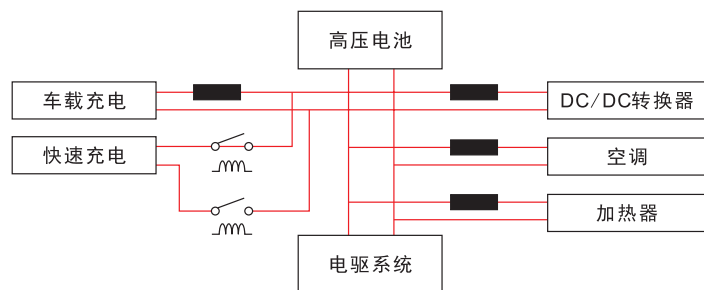 高压电池
车载充电
DC/DC转换器
快速充电
空调
加热器
电驱系统